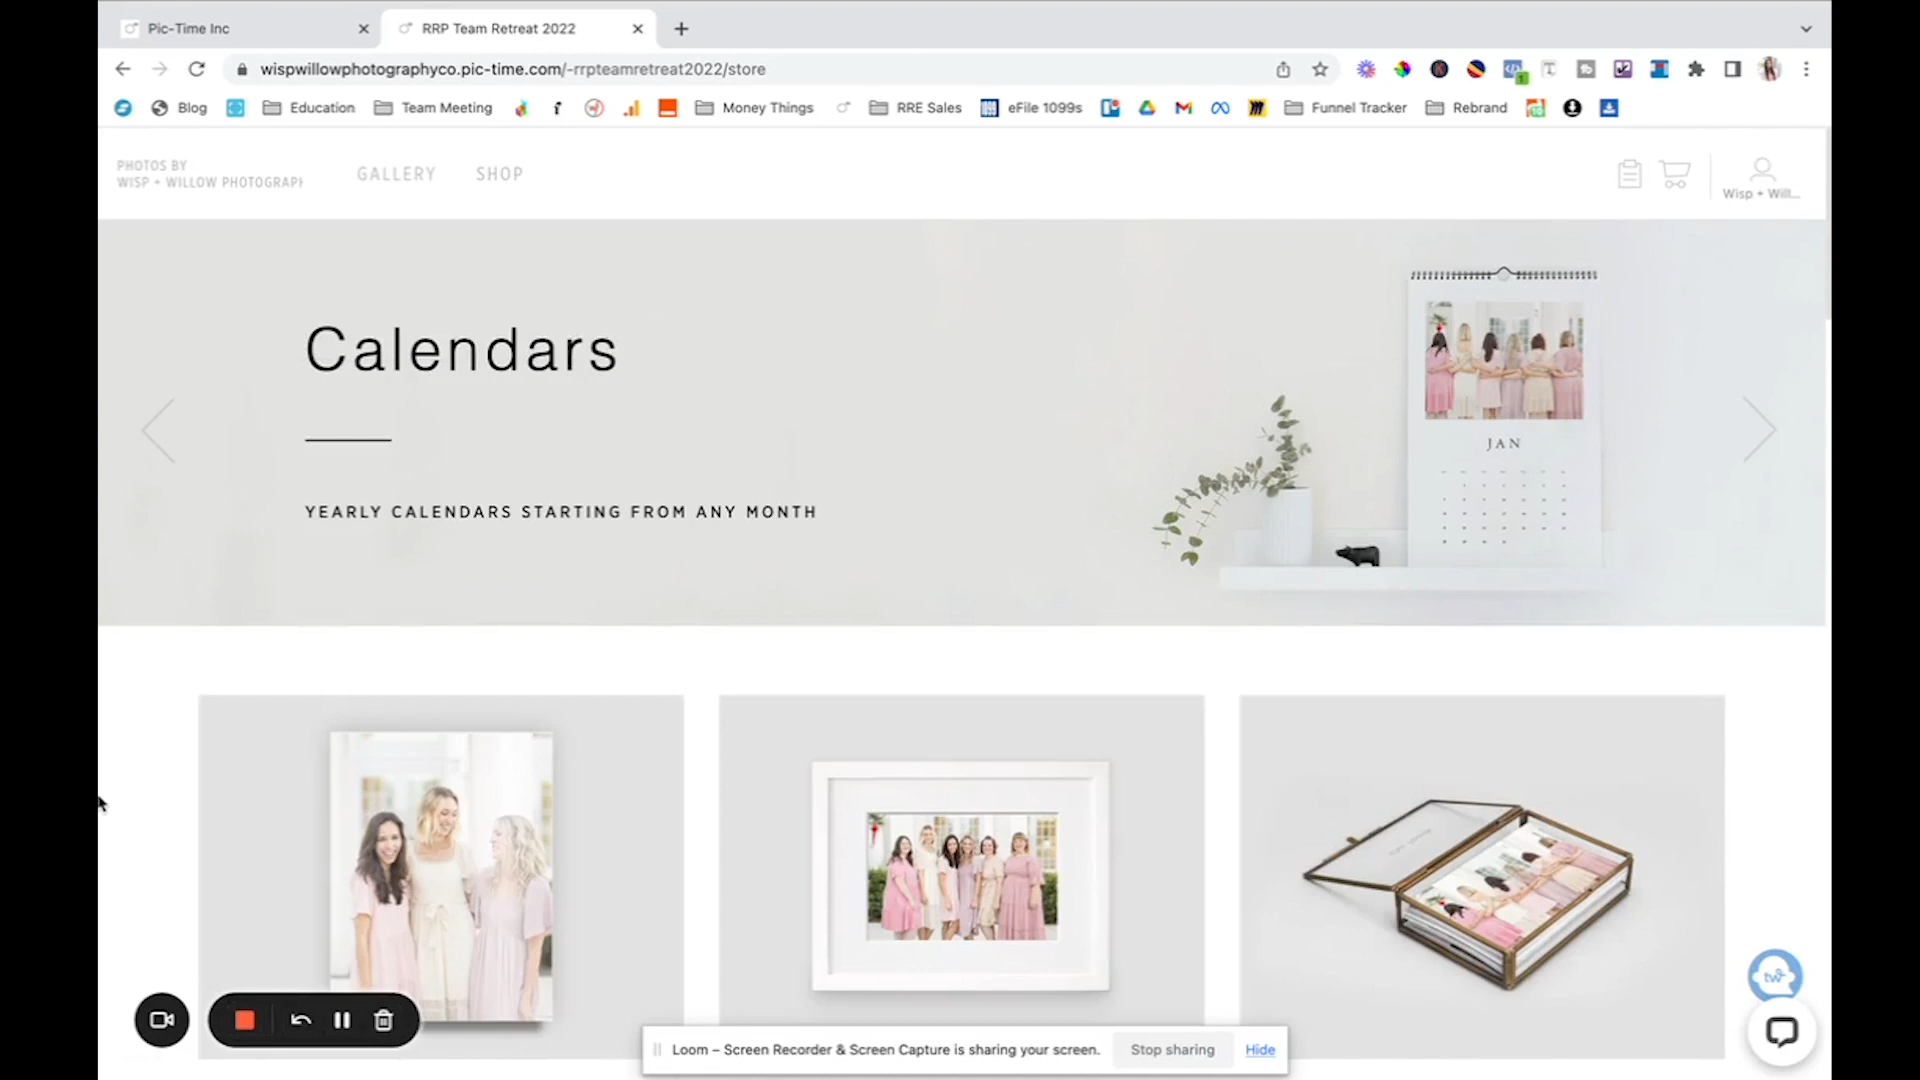 Pic-Time Inc
RRP Team Retreat 2022
wispwillowphotographyco.pic-time.com/-rrpteamretreat2022/store
Blog
Education
Team Meeting
Money Things
RRE Sales
eFile 1099s
Funnel Tracker
Rebrand
PHOTOS BY
WISP + WILLOW PHOTOGRAPH
GALLERY
SHOP
Wisp + Will...
Calendars
YEARLY CALENDARS STARTING FROM ANY MONTH
JAN
tw
Loom – Screen Recorder & Screen Capture is sharing your screen.
Stop sharing
Hide